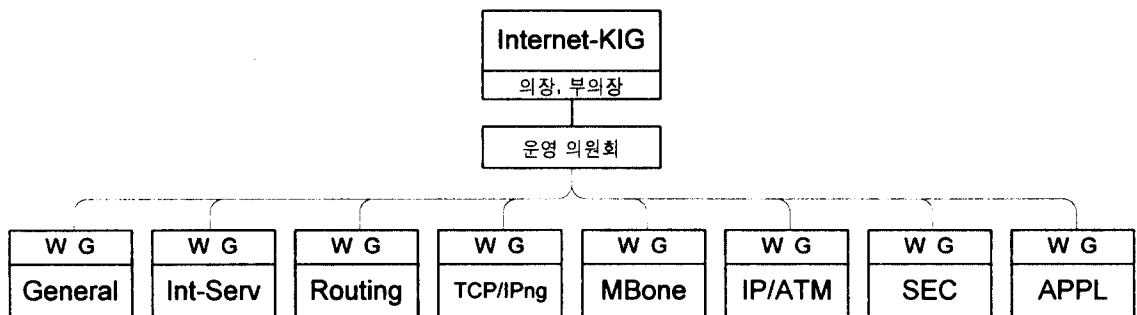 Internet-KIG
의장, 부의장
운영 의원회
W G W G W G W G W G W G W G W G
General Int-Serv Routing TCP/IPng MBone IP/ATM SEC APPL